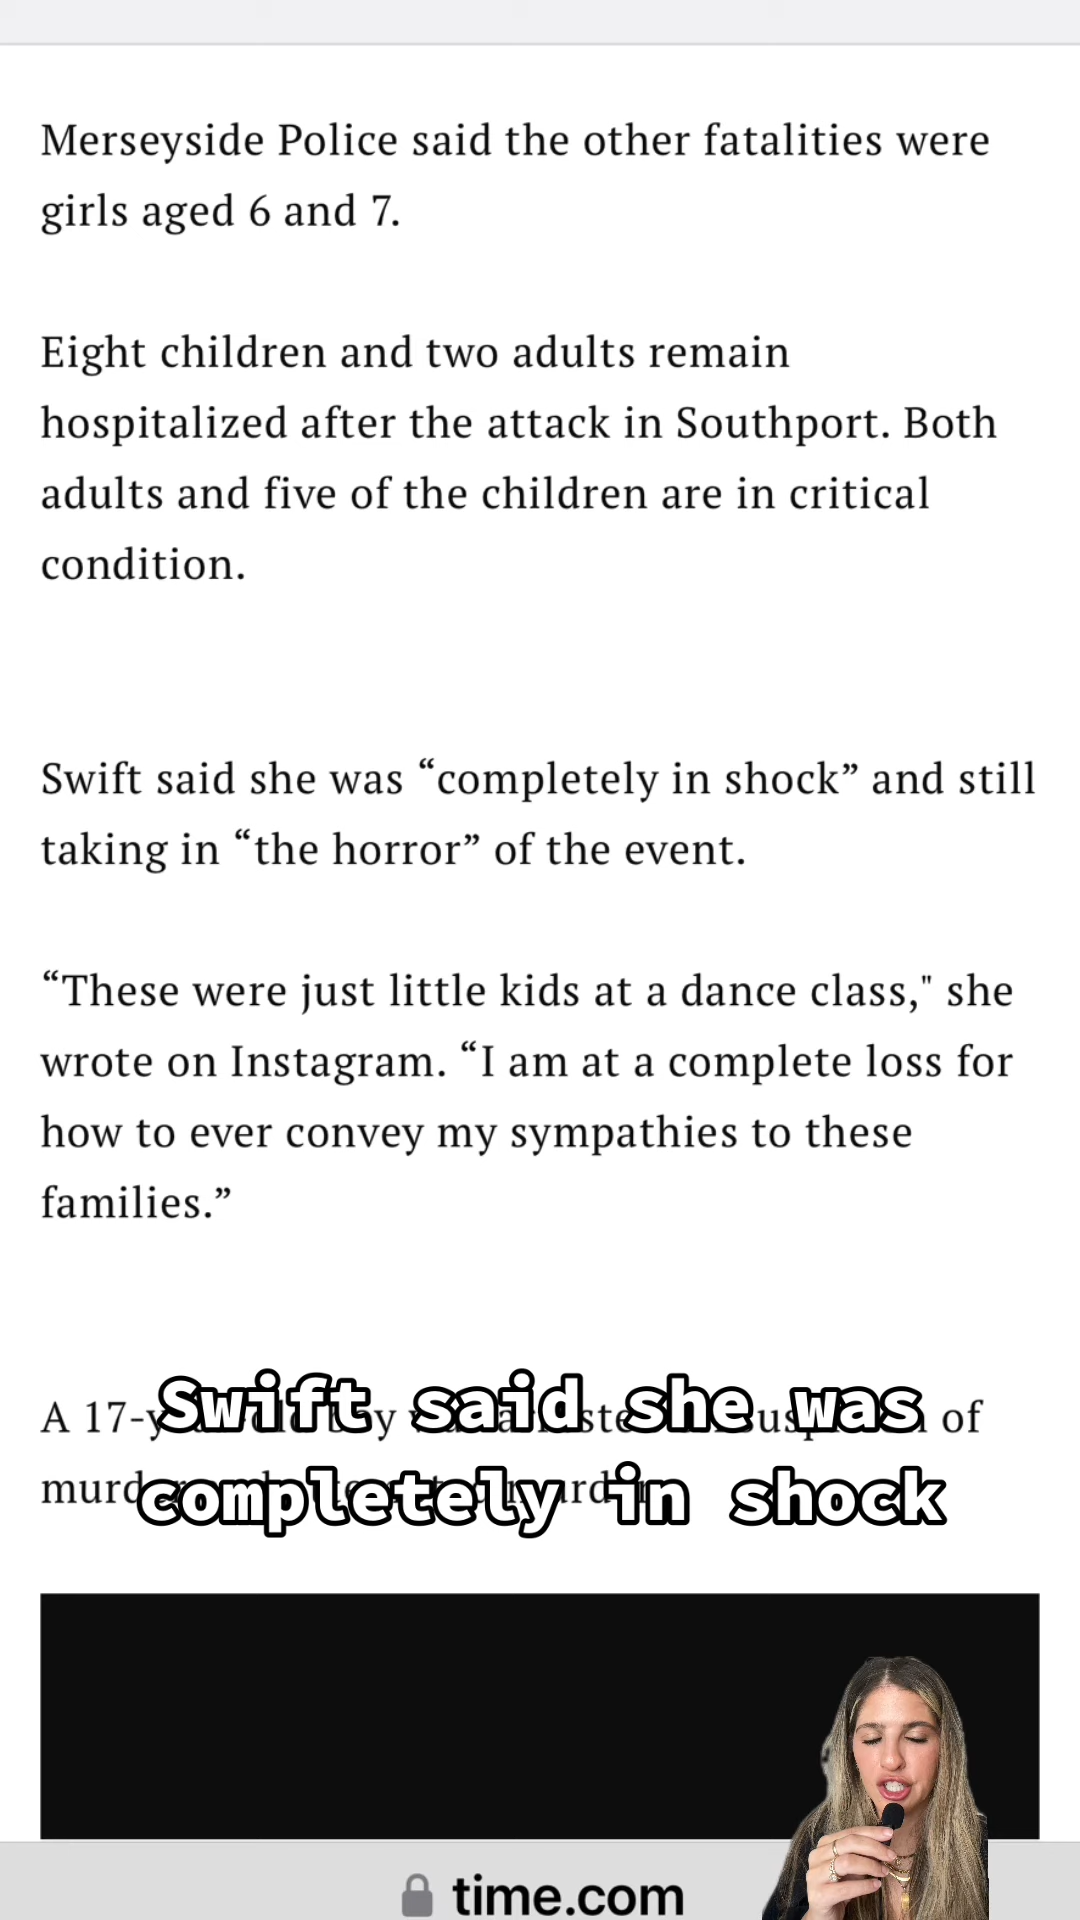 Merseyside Police said the other fatalities were
girls aged 6 and 7.
Eight children and two adults remain
hospitalized after the attack in Southport. Both
adults and five of the children are in critical
condition.
Swift said she was “completely in shock” and still
taking in “the horror” of the event.
“These were just little kids at a dance class," she
wrote on Instagram. “I am at a complete loss for
how to ever convey my sympathies to these
families.”
A 17- of
Swift said she was
completely in shock
time.com